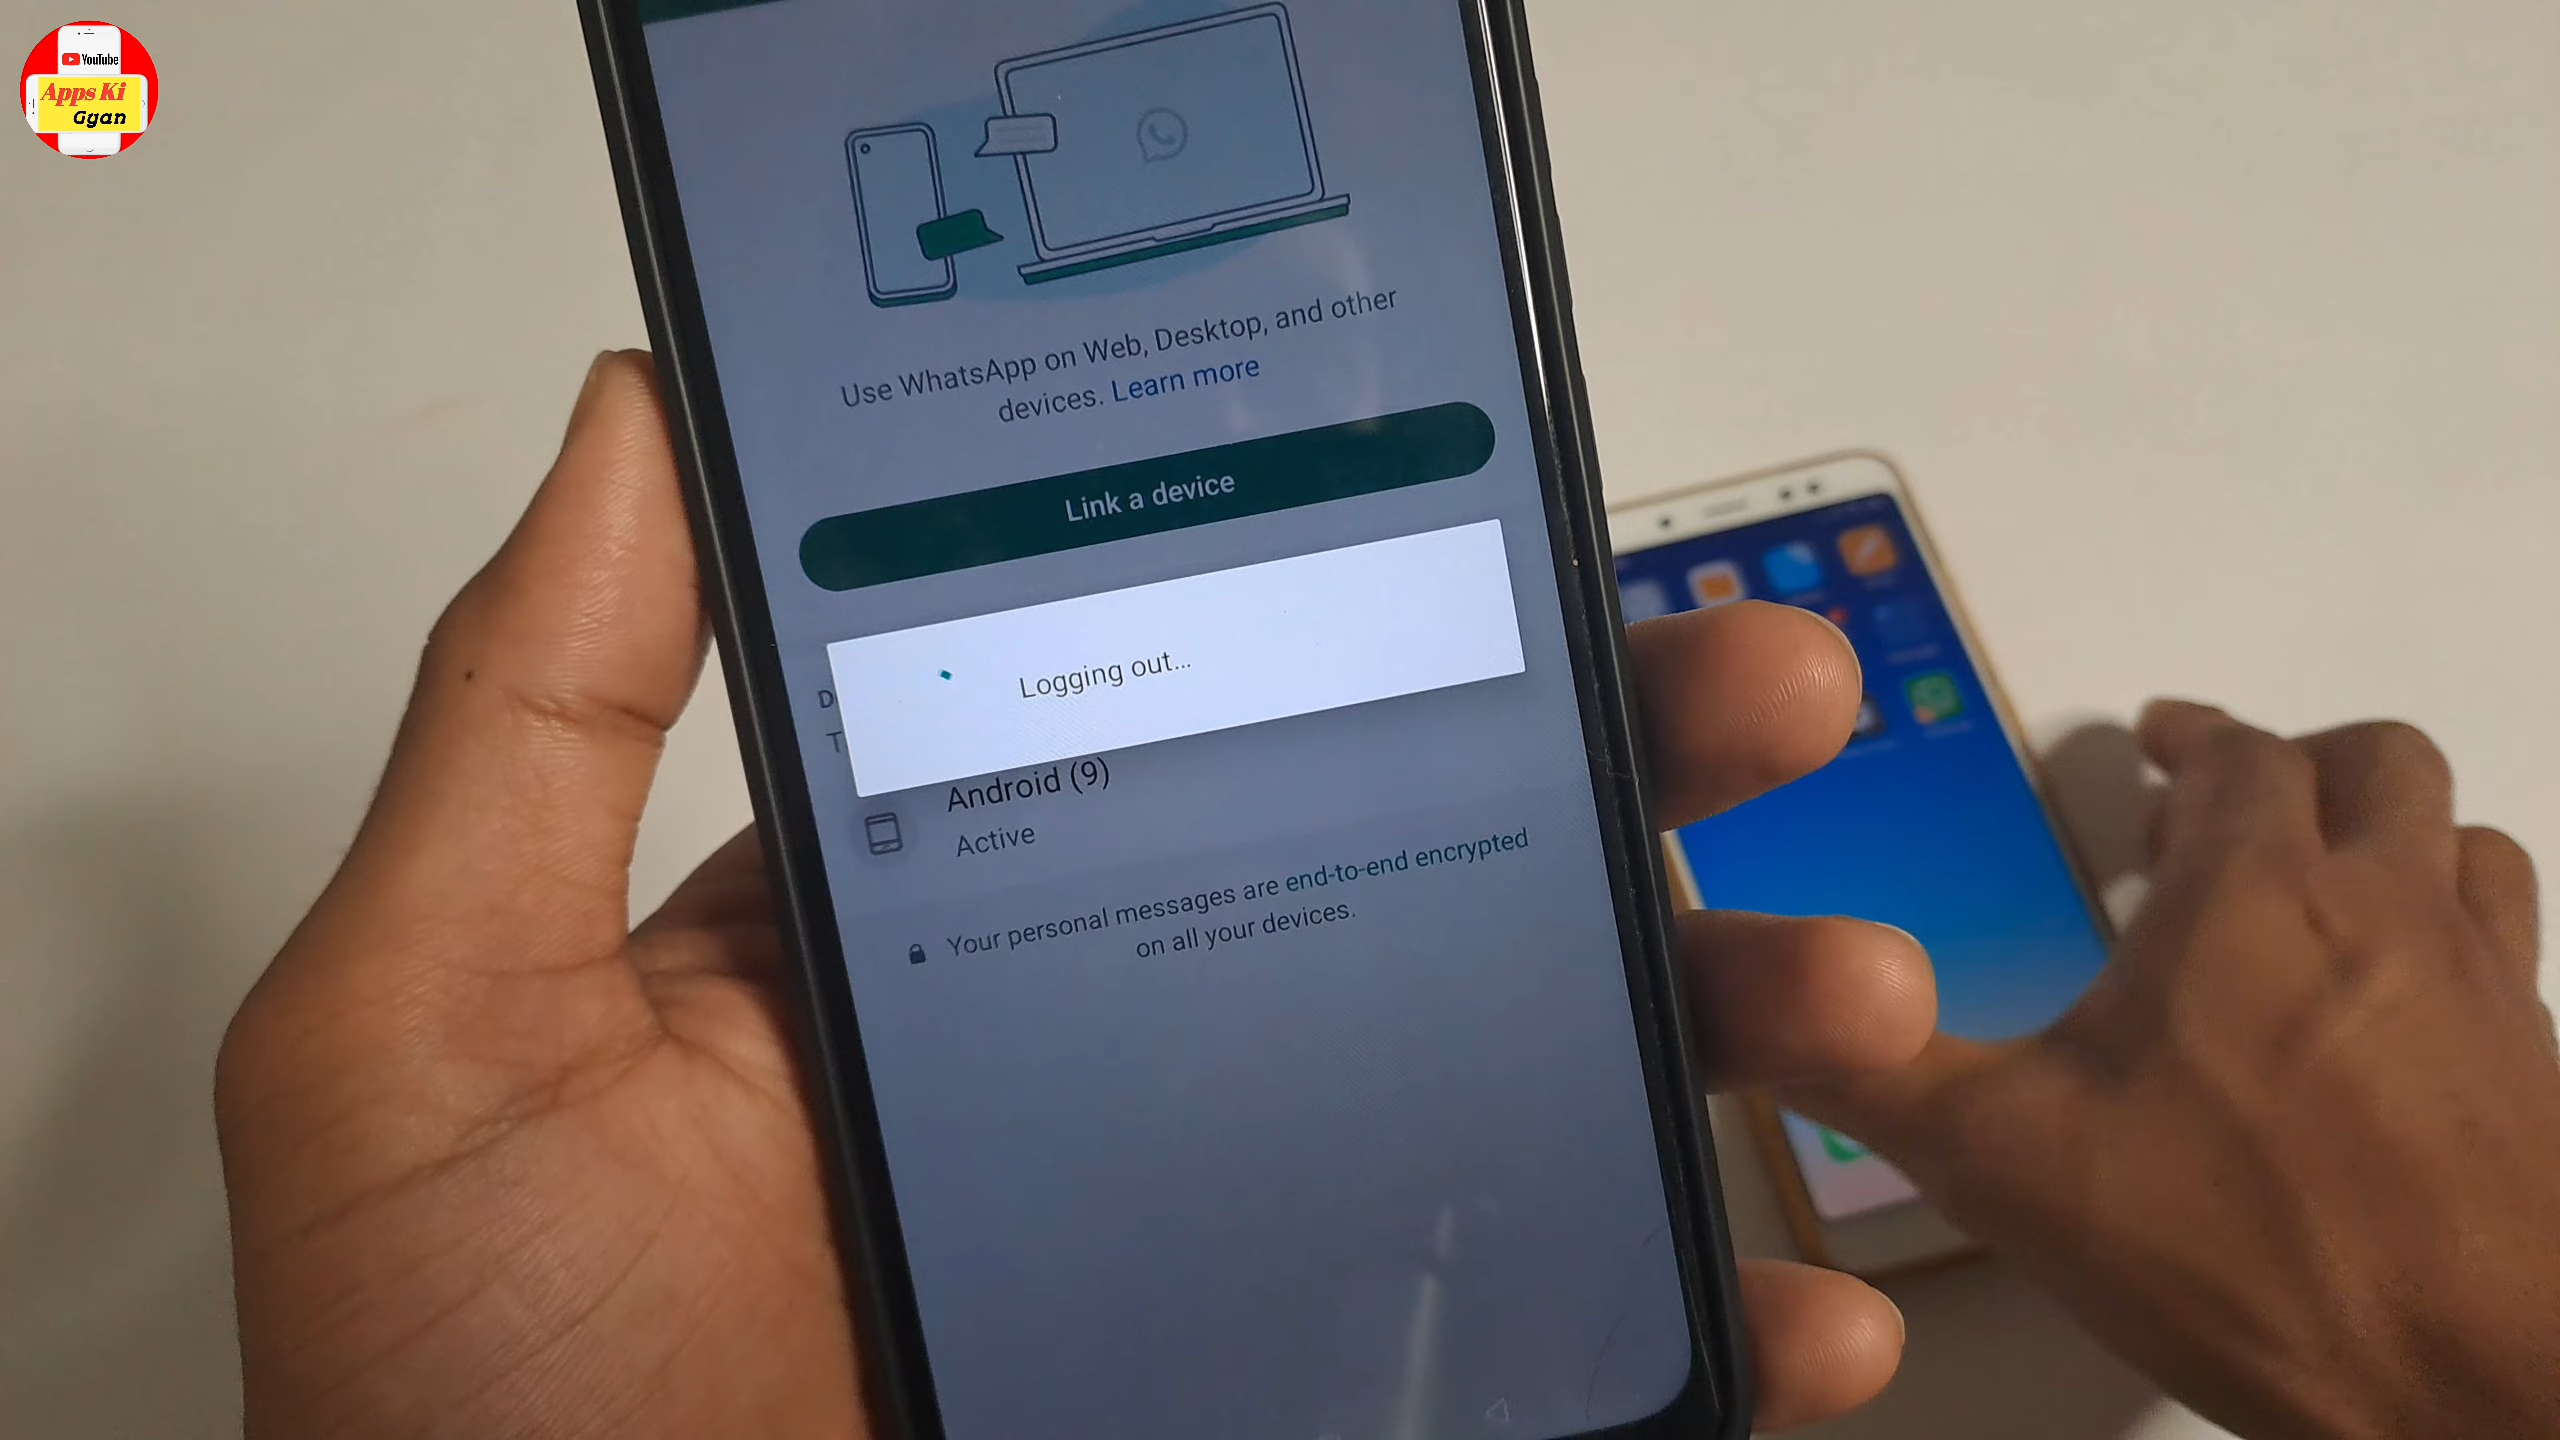 YouTube
Apps Ki
Gyan
Use WhatsApp on Web, Desktop, and other
devices. Learn more
Link a device
Logging out...
D
T
Android (9)
Active
Your personal messages are end-to-end encrypted
on all your devices.